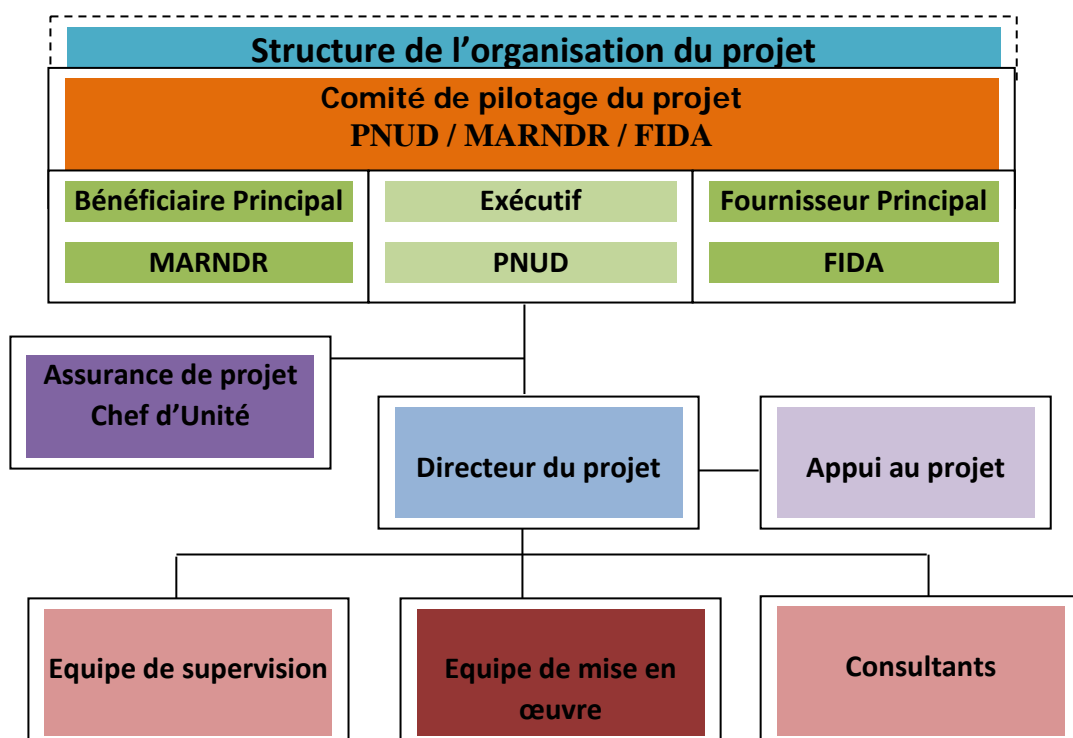 Structure de l’organisation du projet
Comité de pilotage du projet
PNUD / MARNDR / FIDA
Bénéficiaire Principal
MARNDR
Exécutif
PNUD
Fournisseur Principal
FIDA
Assurance de projet
Chef d’Unité
Directeur du projet
Appui au projet
Equipe de supervision
Equipe de mise en
œuvre
Consultants